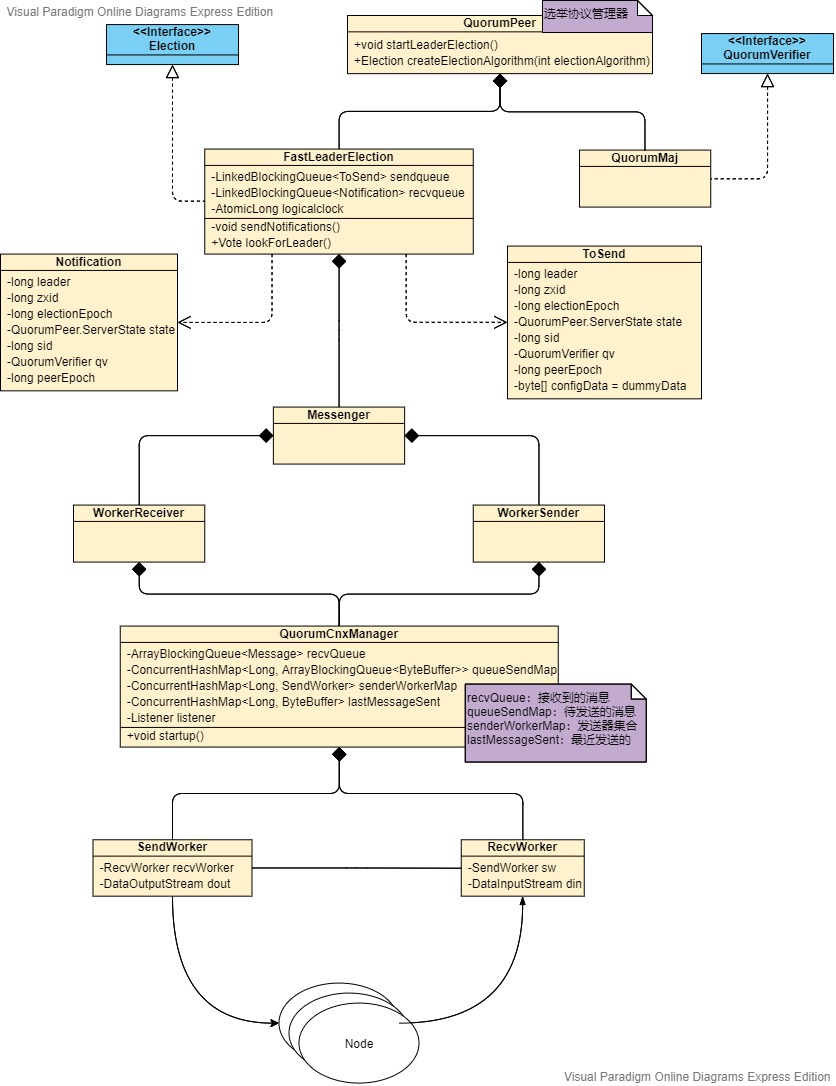 Visual Paradigm Online Diagrams Express Edition
<<Interface>>
Election
QuorumPeer
选举协议管理器
+void startLeaderElection()
+Election createElectionAlgorithm(int electionAlgorithm)
<<Interface>>
QuorumVerifier
FastLeaderElection
-LinkedBlockingQueue<ToSend> sendqueue
-LinkedBlockingQueue<Notification> recvqueue
-AtomicLong logicalclock
-void sendNotifications()
+Vote lookForLeader()
QuorumMaj
Notification
-long leader
-long zxid
-long electionEpoch
-QuorumPeer.ServerState state
-long sid
-QuorumVerifier qv
-long peerEpoch
ToSend
-long leader
-long zxid
-long electionEpoch
-QuorumPeer.ServerState state
-long sid
-QuorumVerifier qv
-long peerEpoch
-byte[] configData = dummyData
Messenger
WorkerReceiver
WorkerSender
QuorumCnxManager
-ArrayBlockingQueue<Message> recvQueue
-ConcurrentHashMap<Long, ArrayBlockingQueue<ByteBuffer>> queueSendMap
-ConcurrentHashMap<Long, SendWorker> senderWorkerMap
-ConcurrentHashMap<Long, ByteBuffer> lastMessageSent
-Listener listener
+void startup()
recvQueue: 接收到的消息
queueSendMap: 待发送的消息
senderWorkerMap: 发送器集合
lastMessageSent: 最近发送的
SendWorker
-RecvWorker recvWorker
-DataOutputStream dout
RecvWorker
-SendWorker sw
-DataInputStream din
Node
Visual Paradigm Online Diagrams Express Edition